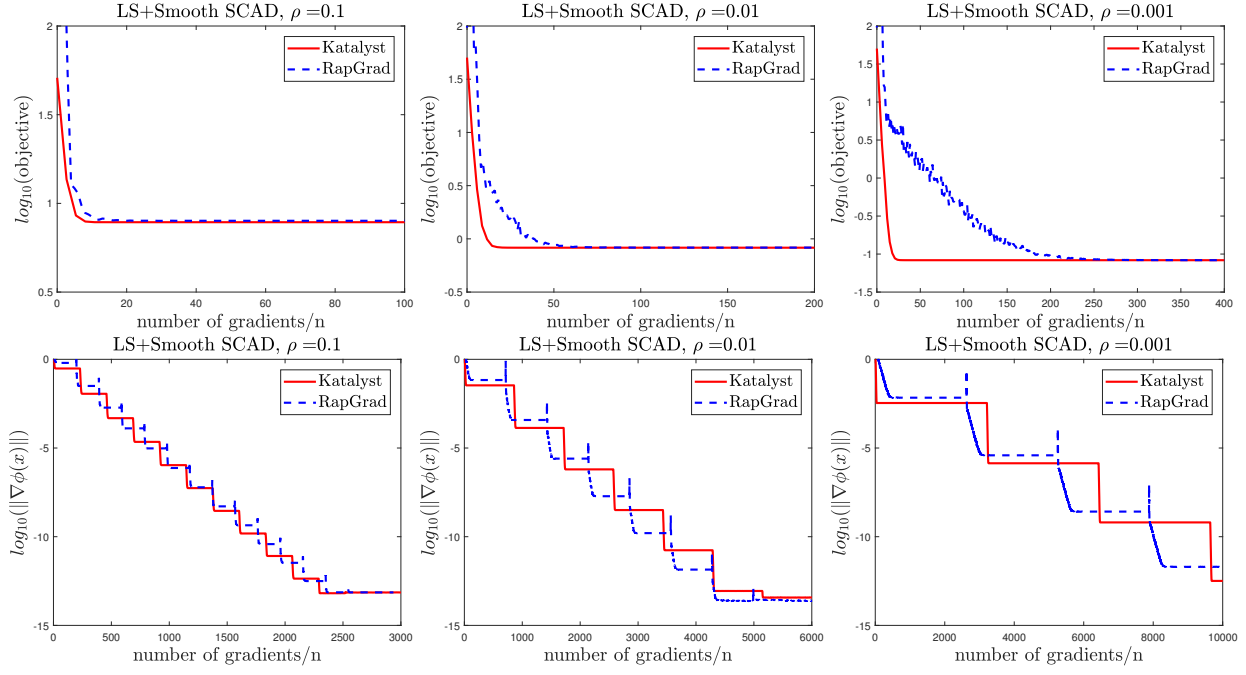 LS+Smooth SCAD, ρ =0.1
2
1.5
1
0.5
log₁₀(objective)
Katalyst
RapGrad
0 20 40 60 80 100
number of gradients/n
LS+Smooth SCAD, ρ =0.01
2
1.5
1
0.5
0
-0.5
log₁₀(objective)
Katalyst
RapGrad
0 50 100 150 200
number of gradients/n
LS+Smooth SCAD, ρ =0.001
2
1.5
1
0.5
0
-0.5
-1
-1.5
log₁₀(objective)
Katalyst
RapGrad
0 50 100 150 200 250 300 350 400
number of gradients/n
LS+Smooth SCAD, ρ =0.1
0
-5
-10
-15
log₁₀(‖∇φ(x)‖)
Katalyst
RapGrad
0 500 1000 1500 2000 2500 3000
number of gradients/n
LS+Smooth SCAD, ρ =0.01
0
-5
-10
-15
log₁₀(‖∇φ(x)‖)
Katalyst
RapGrad
0 1000 2000 3000 4000 5000 6000
number of gradients/n
LS+Smooth SCAD, ρ =0.001
0
-5
-10
-15
log₁₀(‖∇φ(x)‖)
Katalyst
RapGrad
0 2000 4000 6000 8000 10000
number of gradients/n